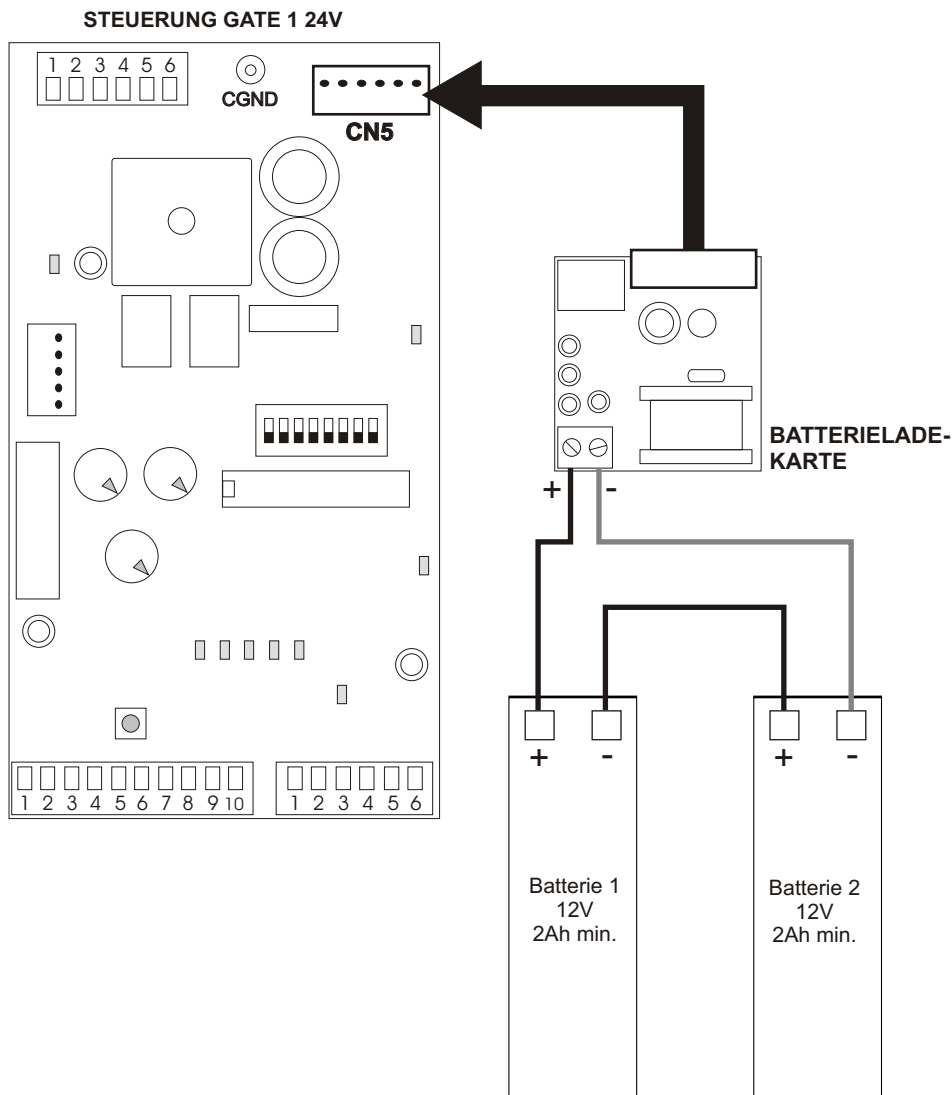 STEUERUNG GATE 1 24V
1 2 3 4 5 6
CGND
CN5
BATTERIELADE-
KARTE
+ -
+ - + -
1 2 3 4 5 6 7 8 9 10
1 2 3 4 5 6
Batterie 1
12V
2Ah min.
Batterie 2
12V
2Ah min.